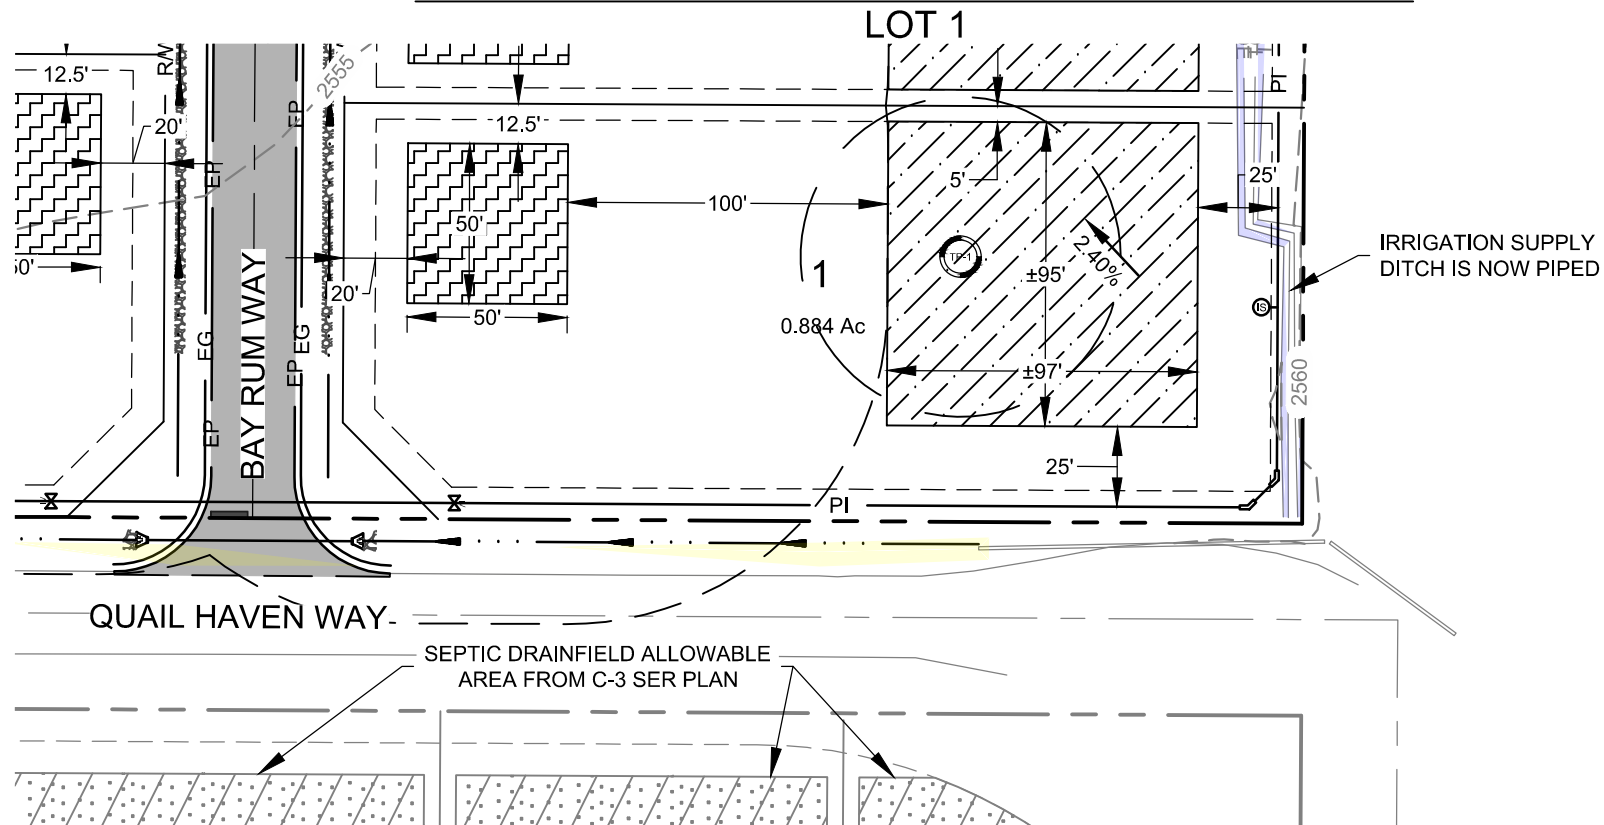 LOT 1
R/W
12.5'
20'
50'
EP
EP
2555
EG
EG
EP
EP
BAY RUM WAY
12.5'
50'
50'
20'
100'
1
0.884 Ac
5'
TP-1
±95'
2.40%
±97'
25'
25'
PI
PI
IS
2560
IRRIGATION SUPPLY
DITCH IS NOW PIPED
QUAIL HAVEN WAY
SEPTIC DRAINFIELD ALLOWABLE
AREA FROM C-3 SER PLAN